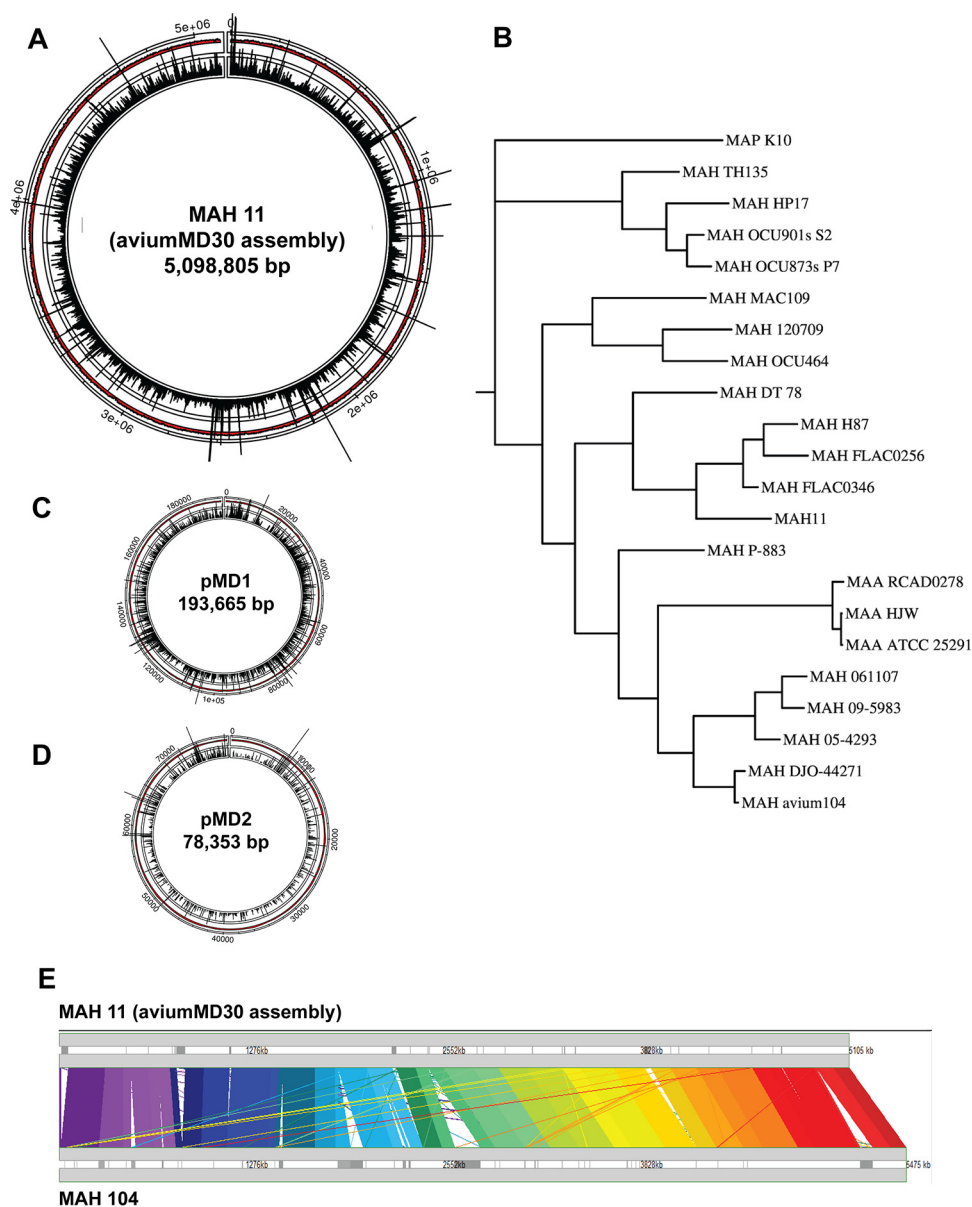 A
0
1e+06
2e+06
3e+06
4e+06
5e+06
MAH 11
(aviumMD30 assembly)
5,098,805 bp
B
MAP K10
MAH TH135
MAH HP17
MAH OCU901s S2
MAH OCU873s P7
MAH MAC109
MAH 120709
MAH OCU464
MAH DT 78
MAH H87
MAH FLAC0256
MAH FLAC0346
MAH11
MAH P-883
MAA RCAD0278
MAA HJW
MAA ATCC 25291
MAH 061107
MAH 09-5983
MAH 05-4293
MAH DJO-44271
MAH avium104
C
0
20000
40000
60000
80000
1e+05
120000
140000
160000
180000
pMD1
193,665 bp
D
0
10000
20000
30000
40000
50000
60000
70000
pMD2
78,353 bp
E
MAH 11 (aviumMD30 assembly)
1276kb 2552kb 3828kb 5105 kb
1276kb 2552kb 3828kb 5475 kb
MAH 104